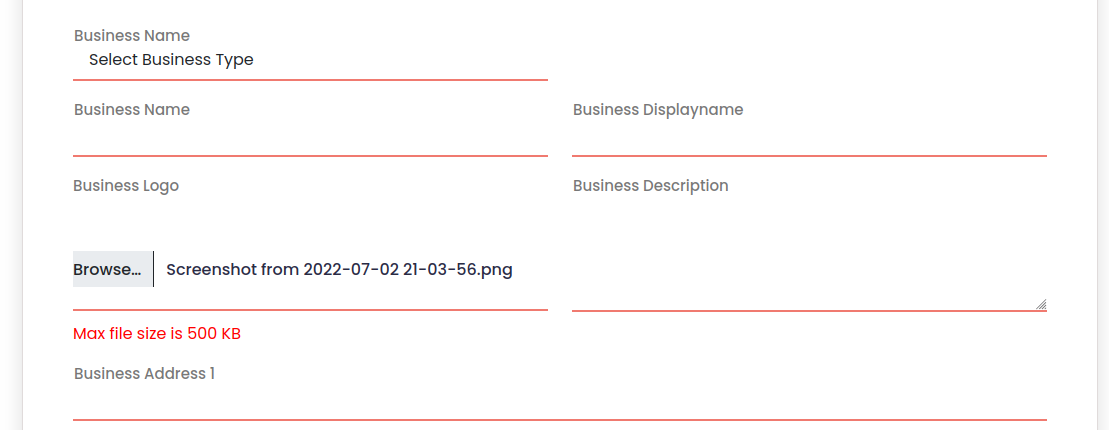 Business Name
Select Business Type
Business Name
Business Displayname
Business Logo
Business Description
Browse... Screenshot from 2022-07-02 21-03-56.png
Max file size is 500 KB
Business Address 1